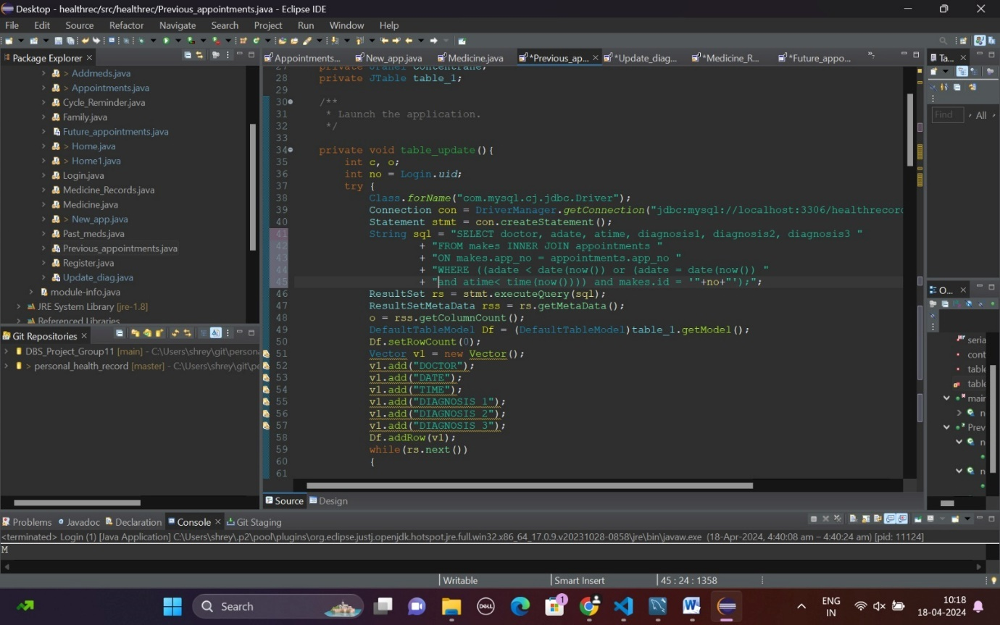 Desktop - healthrec/src/healthrec/Previous_appointments.java - Eclipse IDE
File Edit Source Refactor Navigate Search Project Run Window Help
Package Explorer
> Addmeds.java
> Appointments.java
Cycle_Reminder.java
Family.java
Future_appointments.java
> Home.java
> Home1.java
Login.java
Medicine_Records.java
Medicine.java
> New_app.java
Past_meds.java
Previous_appointments.java
Register.java
Update_diag.java
module-info.java
JRE System Library [jre-1.8]
Referenced Libraries
Git Repositories
DBS_Project_Group11 [main] - C:\Users\shrey\git\persona
> personal_health_record [master] - C:\Users\shrey\git\pe
Appointments... New_app.java Medicine.java *Previous_ap... *Update_diag... *Medicine_R... *Future_appo...
27 private JPanel contentPane;
28 private JTable table_1;
29
30 /**
31 * Launch the application.
32 */
33
34 private void table_update(){
35 int c, o;
36 int no = Login.uid;
37 try {
38 Class.forName("com.mysql.cj.jdbc.Driver");
39 Connection con = DriverManager.getConnection("jdbc:mysql://localhost:3306/healthrecord
40 Statement stmt = con.createStatement();
41 String sql = "SELECT doctor, adate, atime, diagnosis1, diagnosis2, diagnosis3 "
42 + "FROM makes INNER JOIN appointments "
43 + "ON makes.app_no = appointments.app_no "
44 + "WHERE ((adate < date(now()) or (adate = date(now()) "
45 + "and atime< time(now()))) and makes.id = '"+no+"');";
46 ResultSet rs = stmt.executeQuery(sql);
47 ResultSetMetaData rss = rs.getMetaData();
48 o = rss.getColumnCount();
49 DefaultTableModel Df = (DefaultTableModel)table_1.getModel();
50 Df.setRowCount(0);
51 Vector v1 = new Vector();
52 v1.add("DOCTOR");
53 v1.add("DATE");
54 v1.add("TIME");
55 v1.add("DIAGNOSIS 1");
56 v1.add("DIAGNOSIS 2");
57 v1.add("DIAGNOSIS 3");
58 Df.addRow(v1);
59 while(rs.next())
60 {
61
Source Design
Ta...
Find All
O...
seria
cont
table
table
main
n
Prev
n
n
Problems Javadoc Declaration Console Git Staging
<terminated> Login (1) [Java Application] C:\Users\shrey\.p2\pool\plugins\org.eclipse.justj.openjdk.hotspot.jre.full.win32.x86_64_17.0.9.v20231028-0858\jre\bin\javaw.exe (18-Apr-2024, 4:40:08 am – 4:40:24 am) [pid: 11124]
M
Writable Smart Insert 45 : 24 : 1358
Search
DELL
1
ENG
IN
10:18
18-04-2024